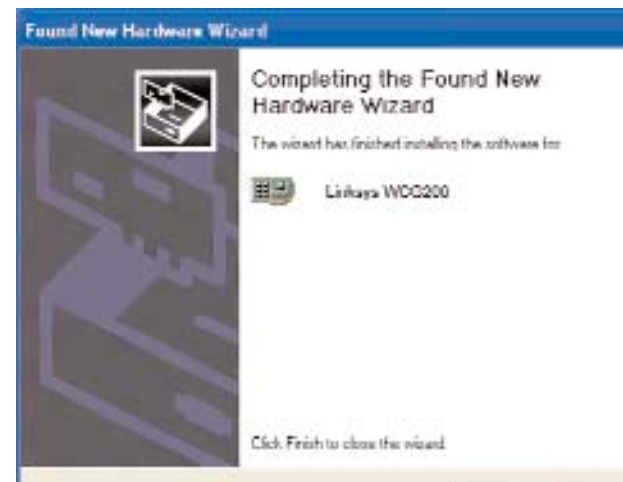 Found New Hardware Wizard
Completing the Found New
Hardware Wizard
The wizard has finished installing the software for:
Linksys WCG200
Click Finish to close the wizard.